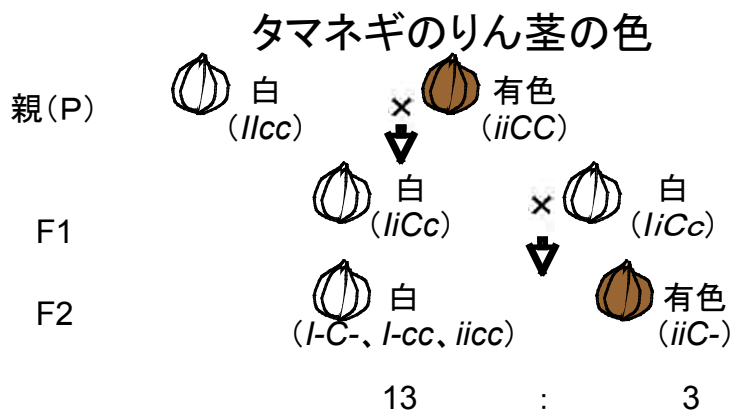 タマネギのりん茎の色
親(P) 白 × 有色
(IIcc) (iiCC)
白 × 白
F1 (IiCc) (IiCc)
F2 白 有色
(I-C-、I-cc、iicc) (iiC-)
13 : 3